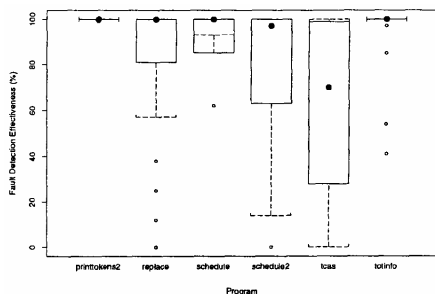 Fault Detection Effectiveness (%)
100
80
60
40
20
0
printtokens2 replace schedule schedule2 tcas totinfo
Program